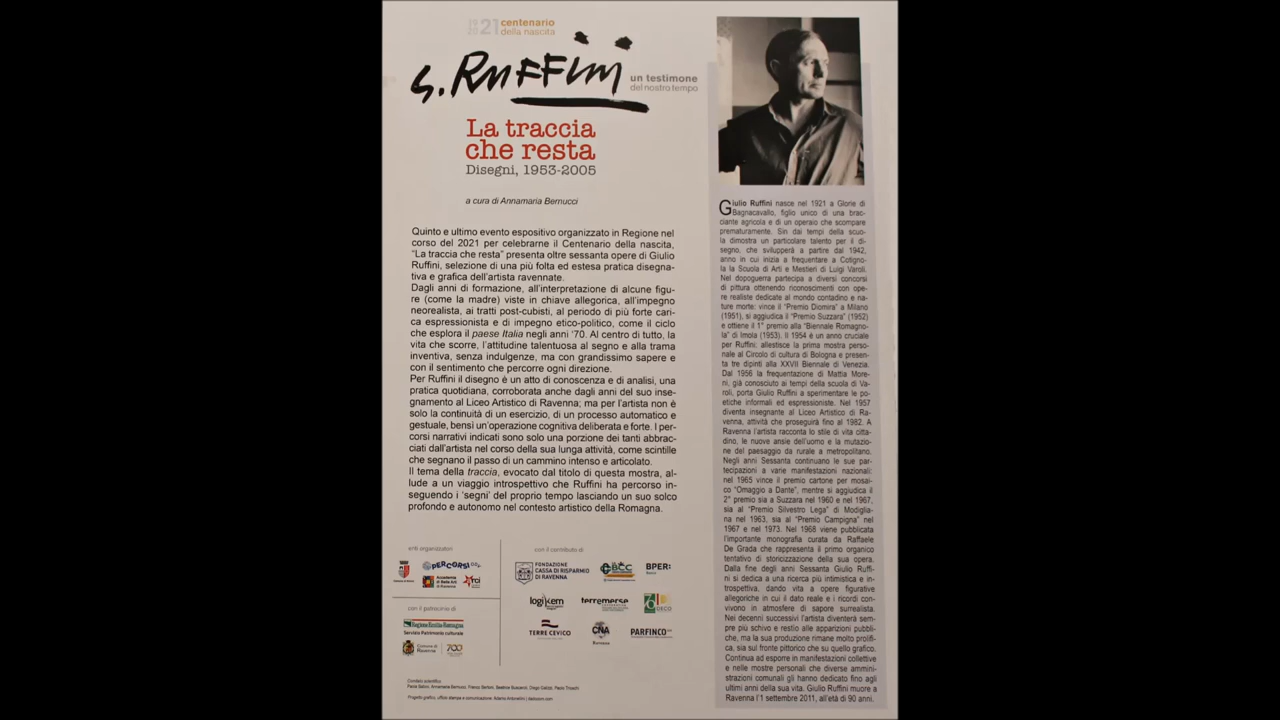 21 centenario
della nascita
G. Ruffini
un testimone
del nostro tempo
La traccia
che resta
Disegni, 1953-2005
a cura di Annamaria Bernucci
Quinto e ultimo evento espositivo organizzato in Regione nel
corso del 2021 per celebrarne il Centenario della nascita,
"La traccia che resta" presenta oltre sessanta opere di Giulio
Ruffini, selezione di una più folta ed estesa pratica disegna-
tiva e grafica dell'artista ravennate.
Dagli anni di formazione, all'interpretazione di alcune figu-
re (come la madre) viste in chiave allegorica, all'impegno
neorealista, ai tratti post-cubisti, al periodo di più forte cari-
ca espressionista e di impegno etico-politico, come il ciclo
che esplora il paese Italia negli anni '70. Al centro di tutto, la
vita che scorre, l'attitudine talentuosa al segno e alla trama
inventiva, senza indulgenze, ma con grandissimo sapere e
con il sentimento che percorre ogni direzione.
Per Ruffini il disegno è un atto di conoscenza e di analisi, una
pratica quotidiana, corroborata anche dagli anni del suo inse-
gnamento al Liceo Artistico di Ravenna; ma per l'artista non è
solo la continuità di un esercizio, di un processo automatico e
gestuale, bensì un'operazione cognitiva deliberata e forte. I per-
corsi narrativi indicati sono solo una porzione dei tanti abbrac-
ciati dall'artista nel corso della sua lunga attività, come scintille
che segnano il passo di un cammino intenso e articolato.
Il tema della traccia, evocato dal titolo di questa mostra, al-
lude a un viaggio introspettivo che Ruffini ha percorso in-
seguendo i 'segni' del proprio tempo lasciando un suo solco
profondo e autonomo nel contesto artistico della Romagna.
Giulio Ruffini nasce nel 1921 a Glorie di
Bagnacavallo, figlio unico di una brac-
ciante agricola e di un operaio che scompare
prematuramente. Sin dai tempi della scuo-
la dimostra un particolare talento per il di-
segno, che svilupperà a partire dal 1942,
anno in cui inizia a frequentare a Cotigno-
la la Scuola di Arti e Mestieri di Luigi Varoli.
Nel dopoguerra partecipa a diversi concorsi
di pittura ottenendo riconoscimenti con ope-
re realiste dedicate al mondo contadino e na-
ture morte: vince il "Premio Diomira" a Milano
(1951), si aggiudica il "Premio Suzzara" (1952)
e ottiene il 1° premio alla "Biennale Romagno-
la" di Imola (1953). Il 1954 è un anno cruciale
per Ruffini: allestisce la prima mostra perso-
nale al Circolo di cultura di Bologna e presen-
ta tre dipinti alla XXVII Biennale di Venezia.
Dal 1956 la frequentazione di Mattia More-
ni, già conosciuto ai tempi della scuola di Va-
roli, porta Giulio Ruffini a sperimentare le po-
etiche informali ed espressioniste. Nel 1957
diventa insegnante al Liceo Artistico di Ra-
venna, attività che proseguirà fino al 1982. A
Ravenna l'artista racconta lo stile di vita citta-
dino, le nuove ansie dell'uomo e la mutazio-
ne del paesaggio da rurale a metropolitano.
Negli anni Sessanta continuano le sue par-
tecipazioni a varie manifestazioni nazionali:
nel 1965 vince il premio cartone per mosai-
co "Omaggio a Dante", mentre si aggiudica il
2° premio sia a Suzzara nel 1960 e nel 1967,
sia al "Premio Silvestro Lega" di Modiglia-
na nel 1963, sia al "Premio Campigna" nel
1967 e nel 1973. Nel 1968 viene pubblicata
l'importante monografia curata da Raffaele
De Grada che rappresenta il primo organico
tentativo di storicizzazione della sua opera.
Dalla fine degli anni Sessanta Giulio Ruffi-
ni si dedica a una ricerca più intimistica e in-
trospettiva, dando vita a opere figurative
allegoriche in cui il dato reale e i ricordi con-
vivono in atmosfere di sapore surrealista.
Nei decenni successivi l'artista diventerà sem-
pre più schivo e restio alle apparizioni pubbli-
che, ma la sua produzione rimane molto prolifi-
ca, sia sul fronte pittorico che su quello grafico.
Continua ad esporre in manifestazioni collettive
e nelle mostre personali che diverse ammini-
strazioni comunali gli hanno dedicato fino agli
ultimi anni della sua vita. Giulio Ruffini muore a
Ravenna l'1 settembre 2011, all'età di 90 anni.
enti organizzatori
PERCORSI
Accademia
di Belle Arti
di Ravenna
con il patrocinio di
Regione Emilia-Romagna
Servizio Patrimonio culturale
Comune di
Ravenna
700
con il contributo di
FONDAZIONE
CASSA DI RISPARMIO
DI RAVENNA
BCC
BPER:
Banca
logikem
terremerse
DECO
TERRE CEVICO
CNA
Ravenna
PARFINCO
Comitato scientifico